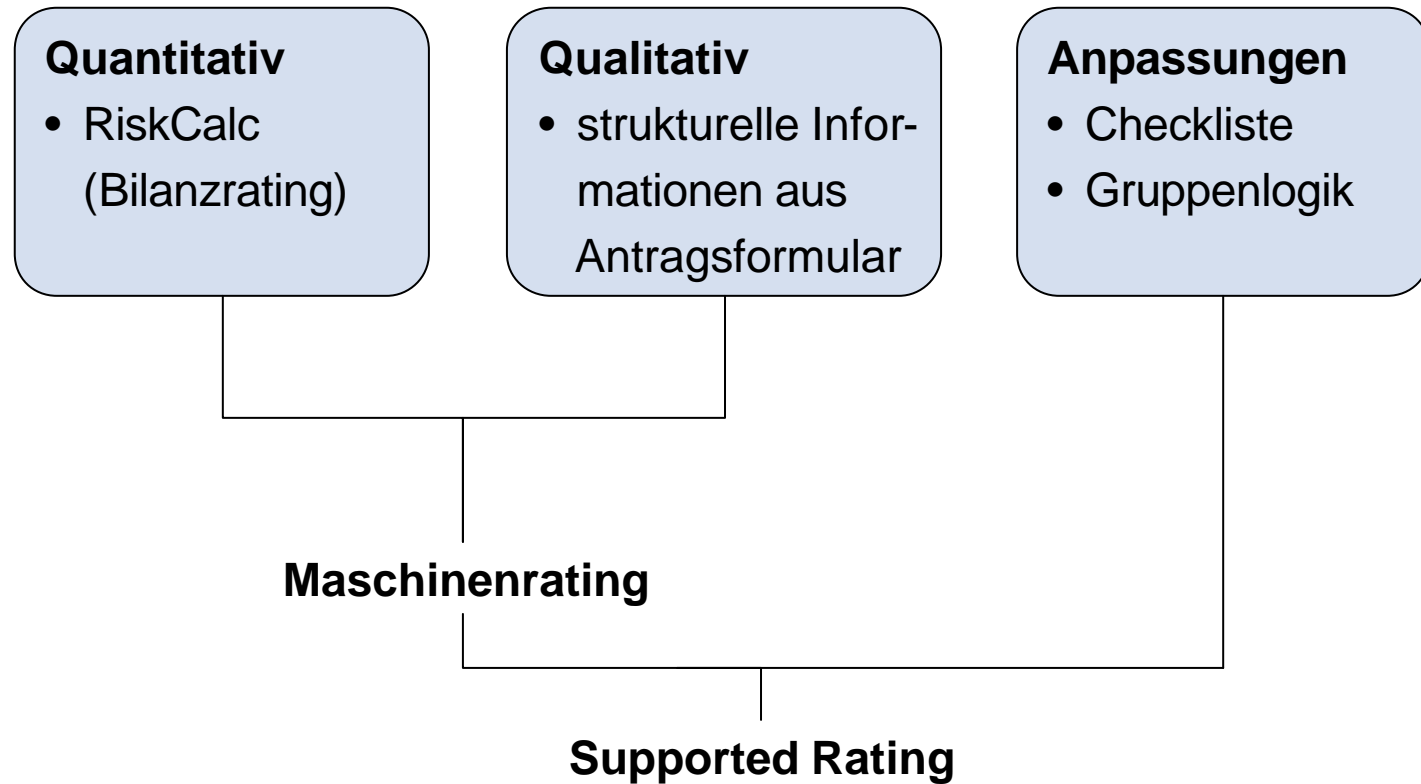 Quantitativ
• RiskCalc
(Bilanzrating)
Qualitativ
• strukturelle Infor-
mationen aus
Antragsformular
Anpassungen
• Checkliste
• Gruppenlogik
Maschinenrating
Supported Rating